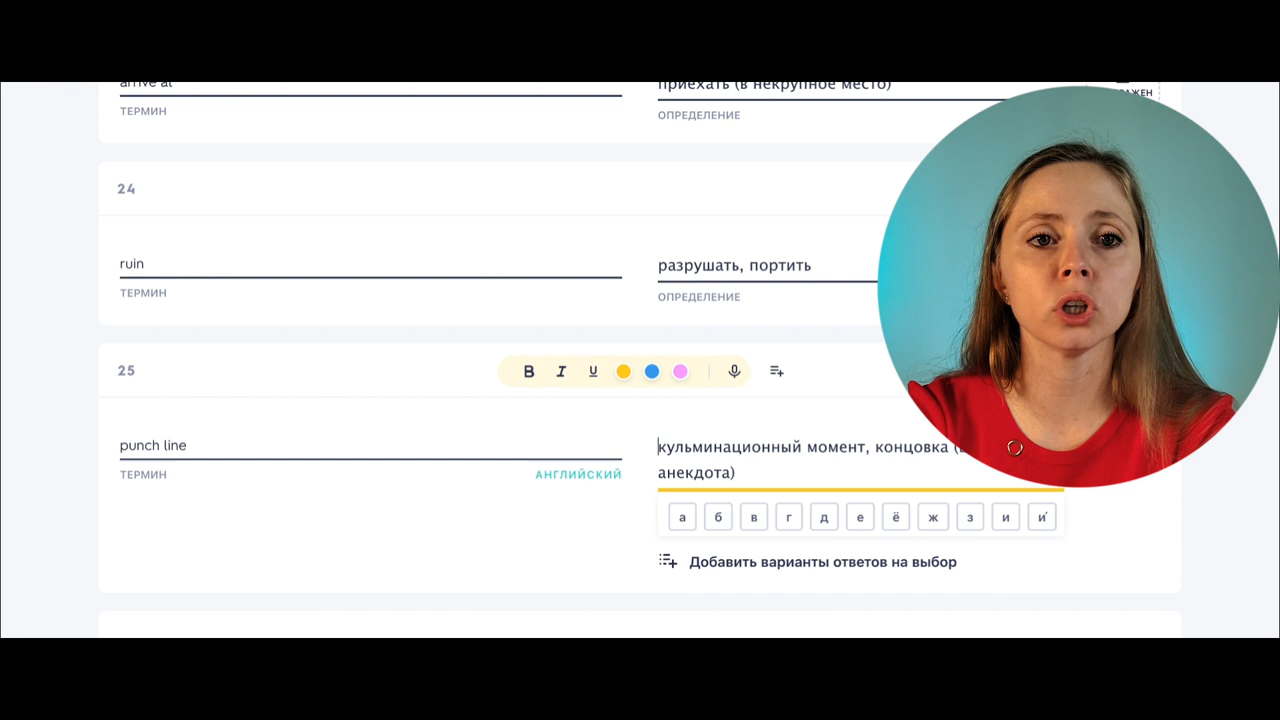 arrive at
приехать (в некрупное место)
ТЕРМИН
ОПРЕДЕЛЕНИЕ
24
ruin
разрушать, портить
ТЕРМИН
ОПРЕДЕЛЕНИЕ
25
B I U
punch line
кульминационный момент, концовка
анекдота)
ТЕРМИН
АНГЛИЙСКИЙ
а б в г д е ё ж з и и́
Добавить варианты ответов на выбор